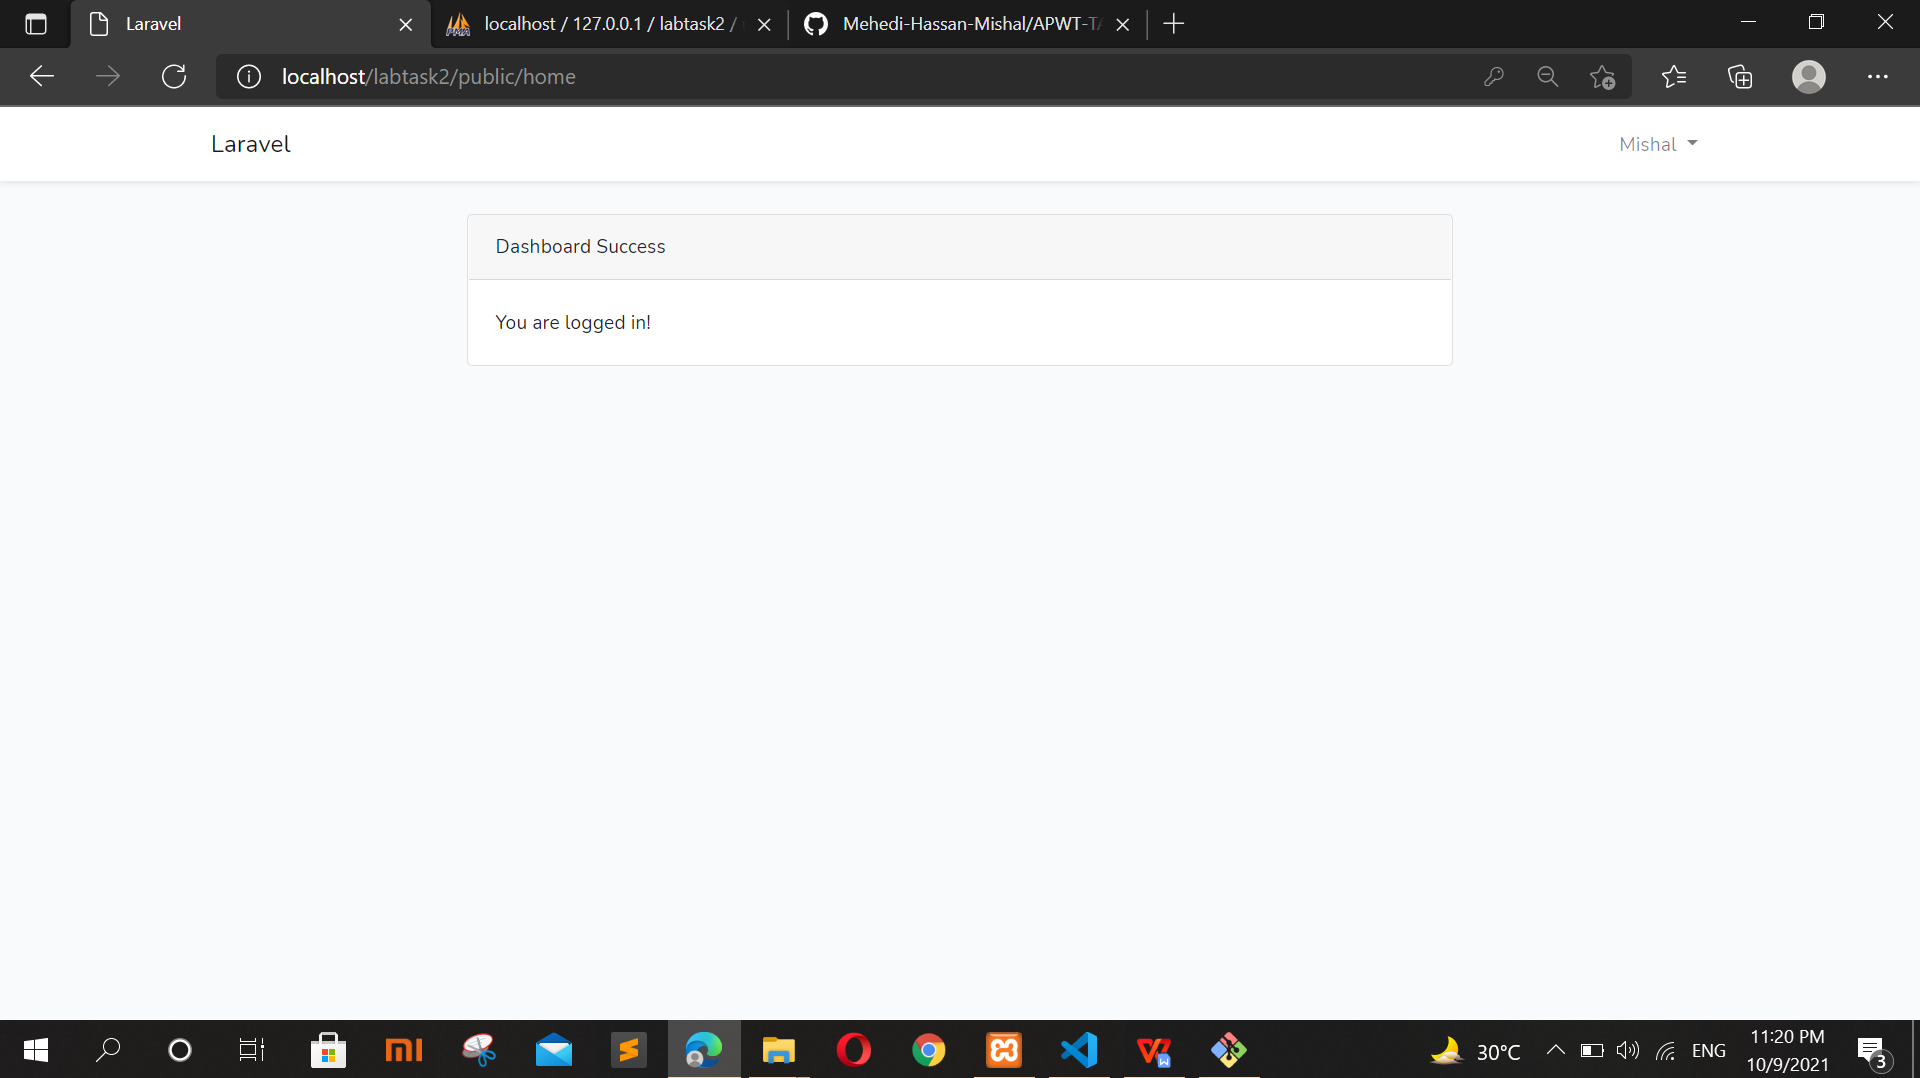 Laravel
localhost / 127.0.0.1 / labtask2 /
Mehedi-Hassan-Mishal/APWT-TA
localhost/labtask2/public/home
Laravel
Mishal
Dashboard Success
You are logged in!
30°C
ENG
11:20 PM
10/9/2021
3